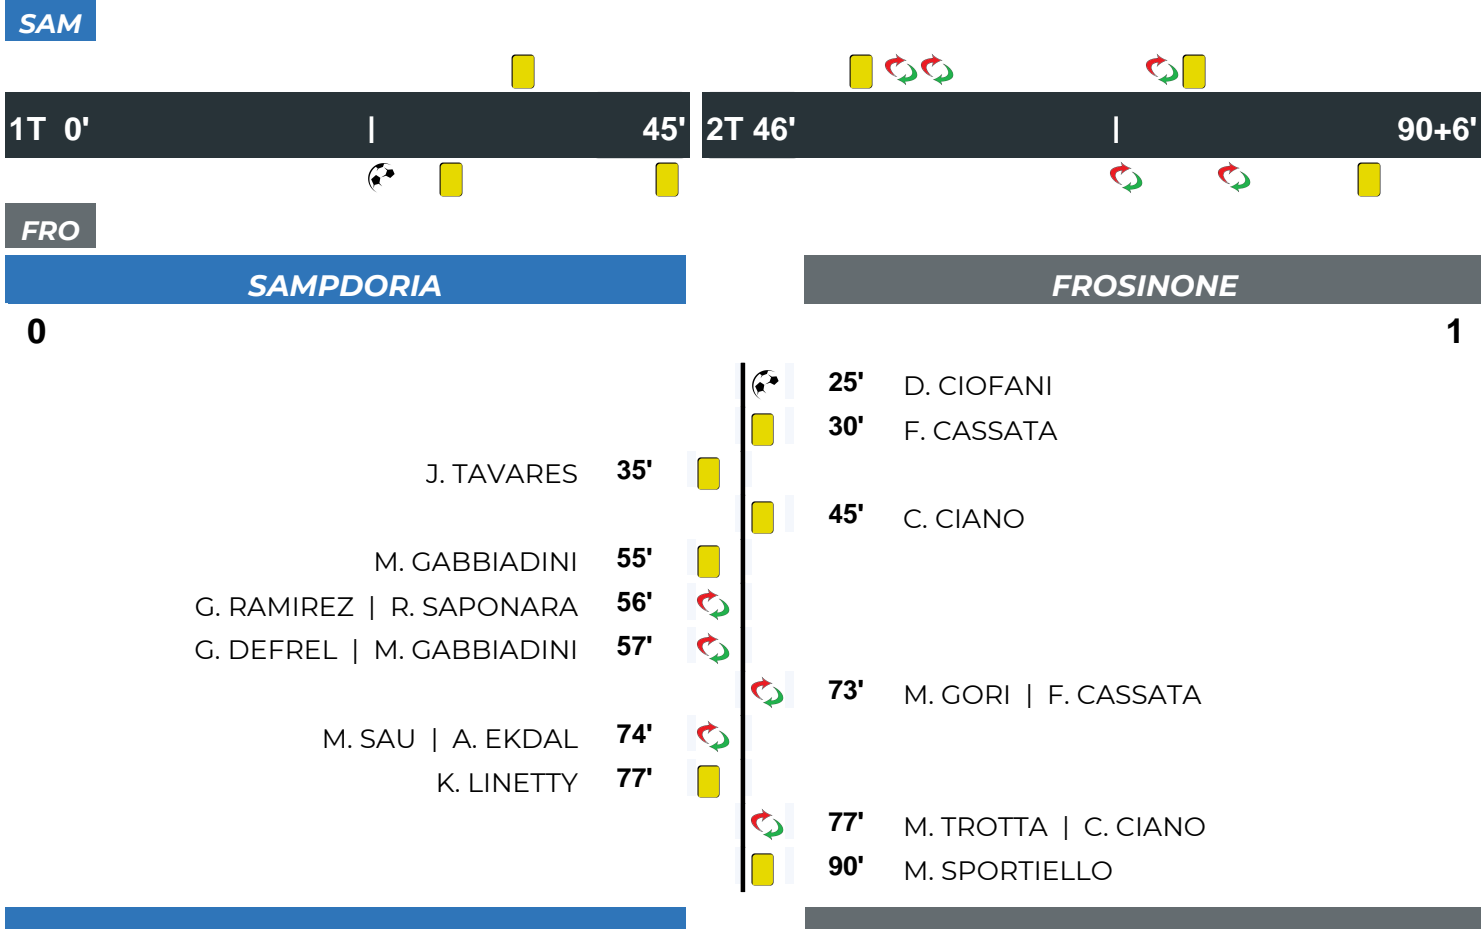 SAM
1T 0' | 45' 2T 46' | 90+6'
FRO
SAMPDORIA FROSINONE
0 1
25' D. CIOFANI
30' F. CASSATA
J. TAVARES 35'
45' C. CIANO
M. GABBIADINI 55'
G. RAMIREZ | R. SAPONARA 56'
G. DEFREL | M. GABBIADINI 57'
73' M. GORI | F. CASSATA
M. SAU | A. EKDAL 74'
K. LINETTY 77'
77' M. TROTTA | C. CIANO
90' M. SPORTIELLO